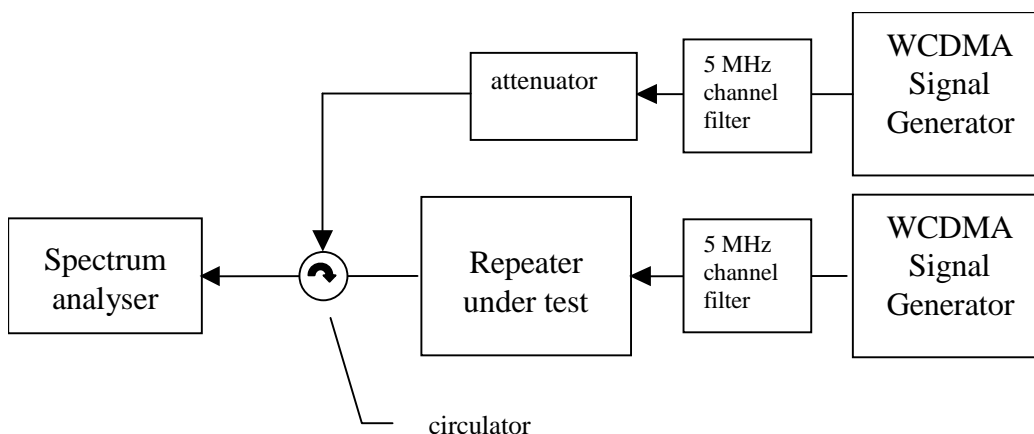 attenuator
5 MHz
channel
filter
WCDMA
Signal
Generator
Spectrum
analyser
Repeater
under test
5 MHz
channel
filter
WCDMA
Signal
Generator
circulator